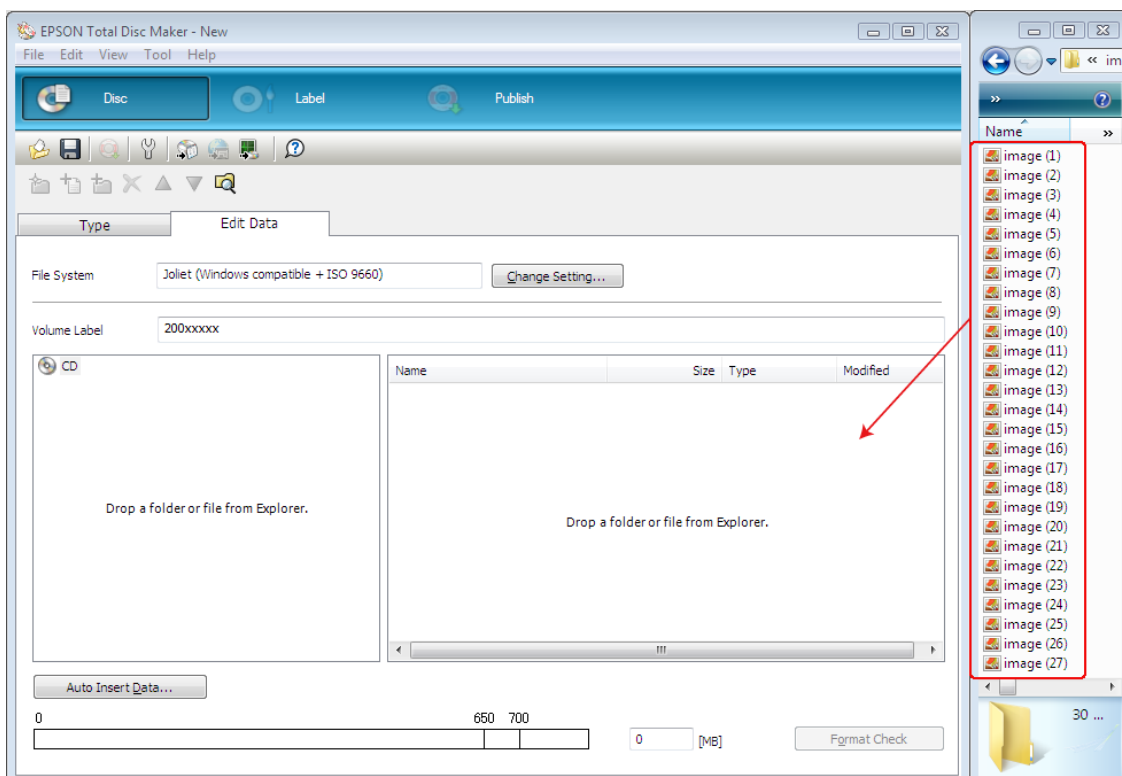 EPSON Total Disc Maker - New
File Edit View Tool Help
Disc
Label
Publish
Type
Edit Data
File System
Joliet (Windows compatible + ISO 9660)
Change Setting...
Volume Label
200xxxxx
CD
Drop a folder or file from Explorer.
Name Size Type Modified
Drop a folder or file from Explorer.
Auto Insert Data...
0 650 700
0 [MB]
Format Check
« im
»
Name »
image (1)
image (2)
image (3)
image (4)
image (5)
image (6)
image (7)
image (8)
image (9)
image (10)
image (11)
image (12)
image (13)
image (14)
image (15)
image (16)
image (17)
image (18)
image (19)
image (20)
image (21)
image (22)
image (23)
image (24)
image (25)
image (26)
image (27)
30 ...